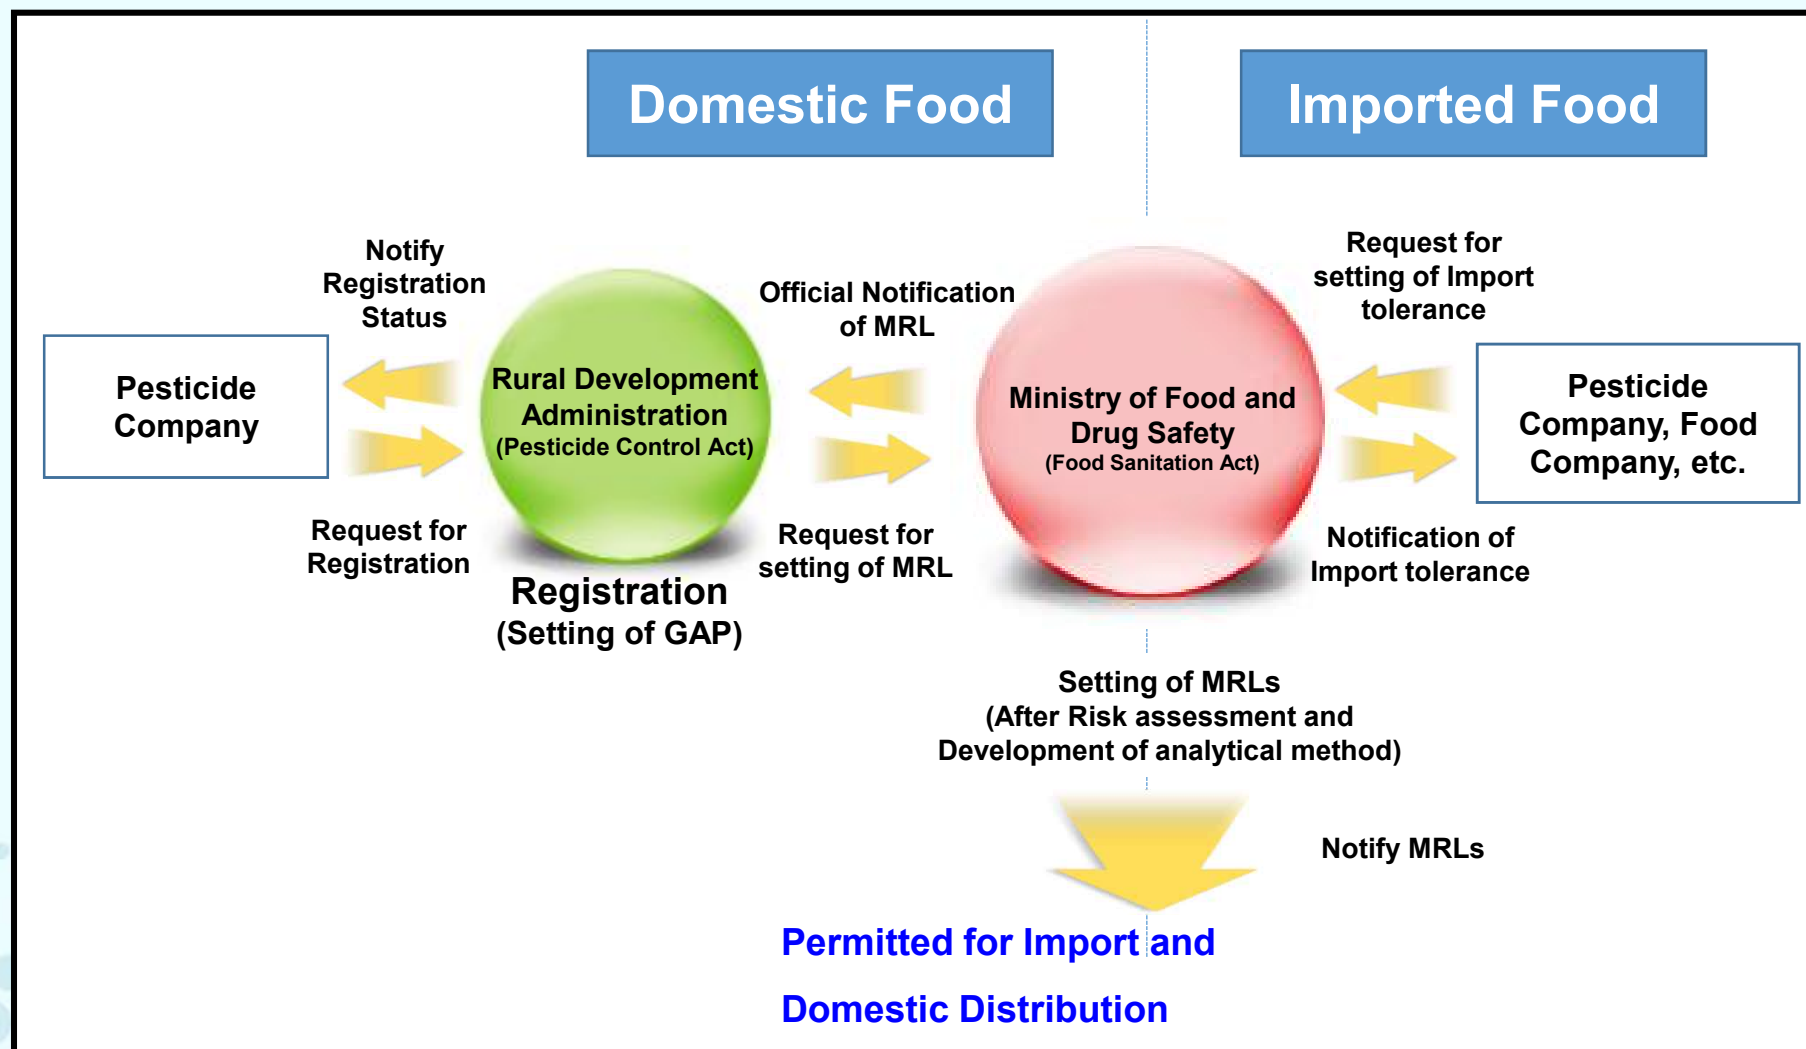 Domestic Food
Imported Food
Notify
Registration
Status
Official Notification
of MRL
Request for
setting of Import
tolerance
Pesticide
Company
Rural Development
Administration
(Pesticide Control Act)
Ministry of Food and
Drug Safety
(Food Sanitation Act)
Pesticide
Company, Food
Company, etc.
Request for
Registration
Request for
setting of MRL
Notification of
Import tolerance
Registration
(Setting of GAP)
Setting of MRLs
(After Risk assessment and
Development of analytical method)
Notify MRLs
Permitted for Import and
Domestic Distribution